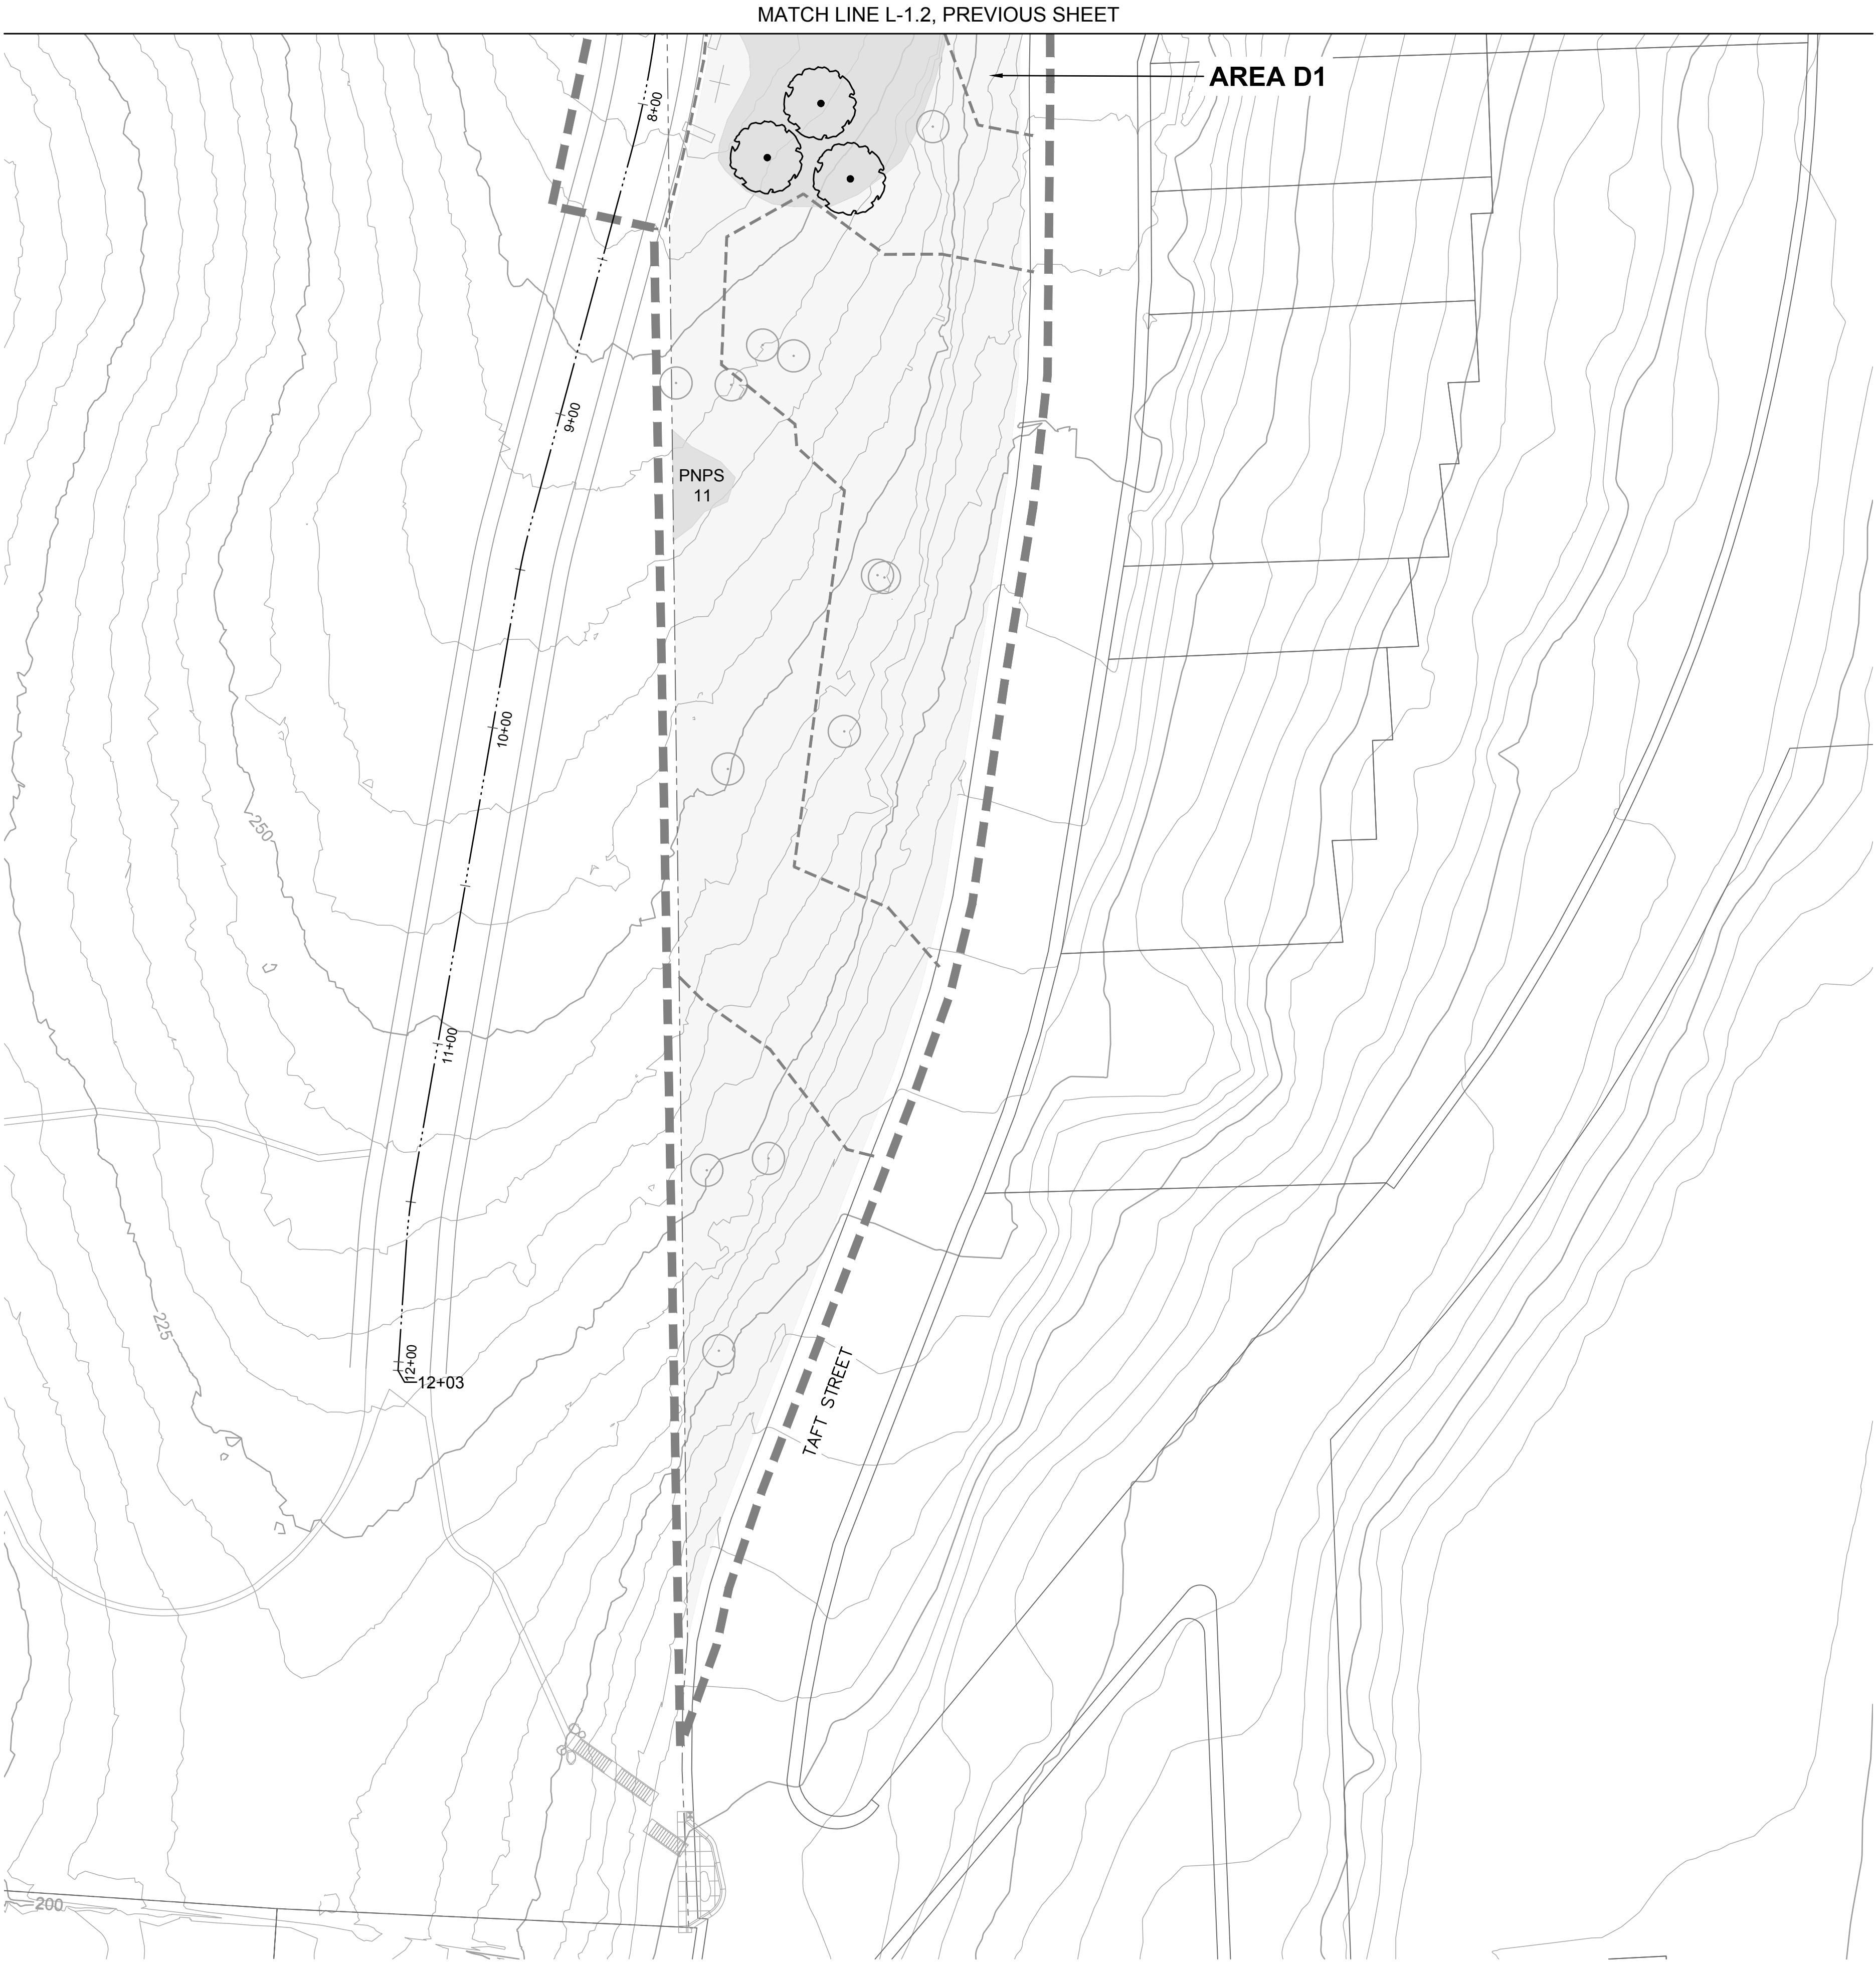 MATCH LINE L-1.2, PREVIOUS SHEET
AREA D1
8+00
9+00
PNPS
11
10+00
250
11+00
225
12+00
12+03
TAFT STREET
200